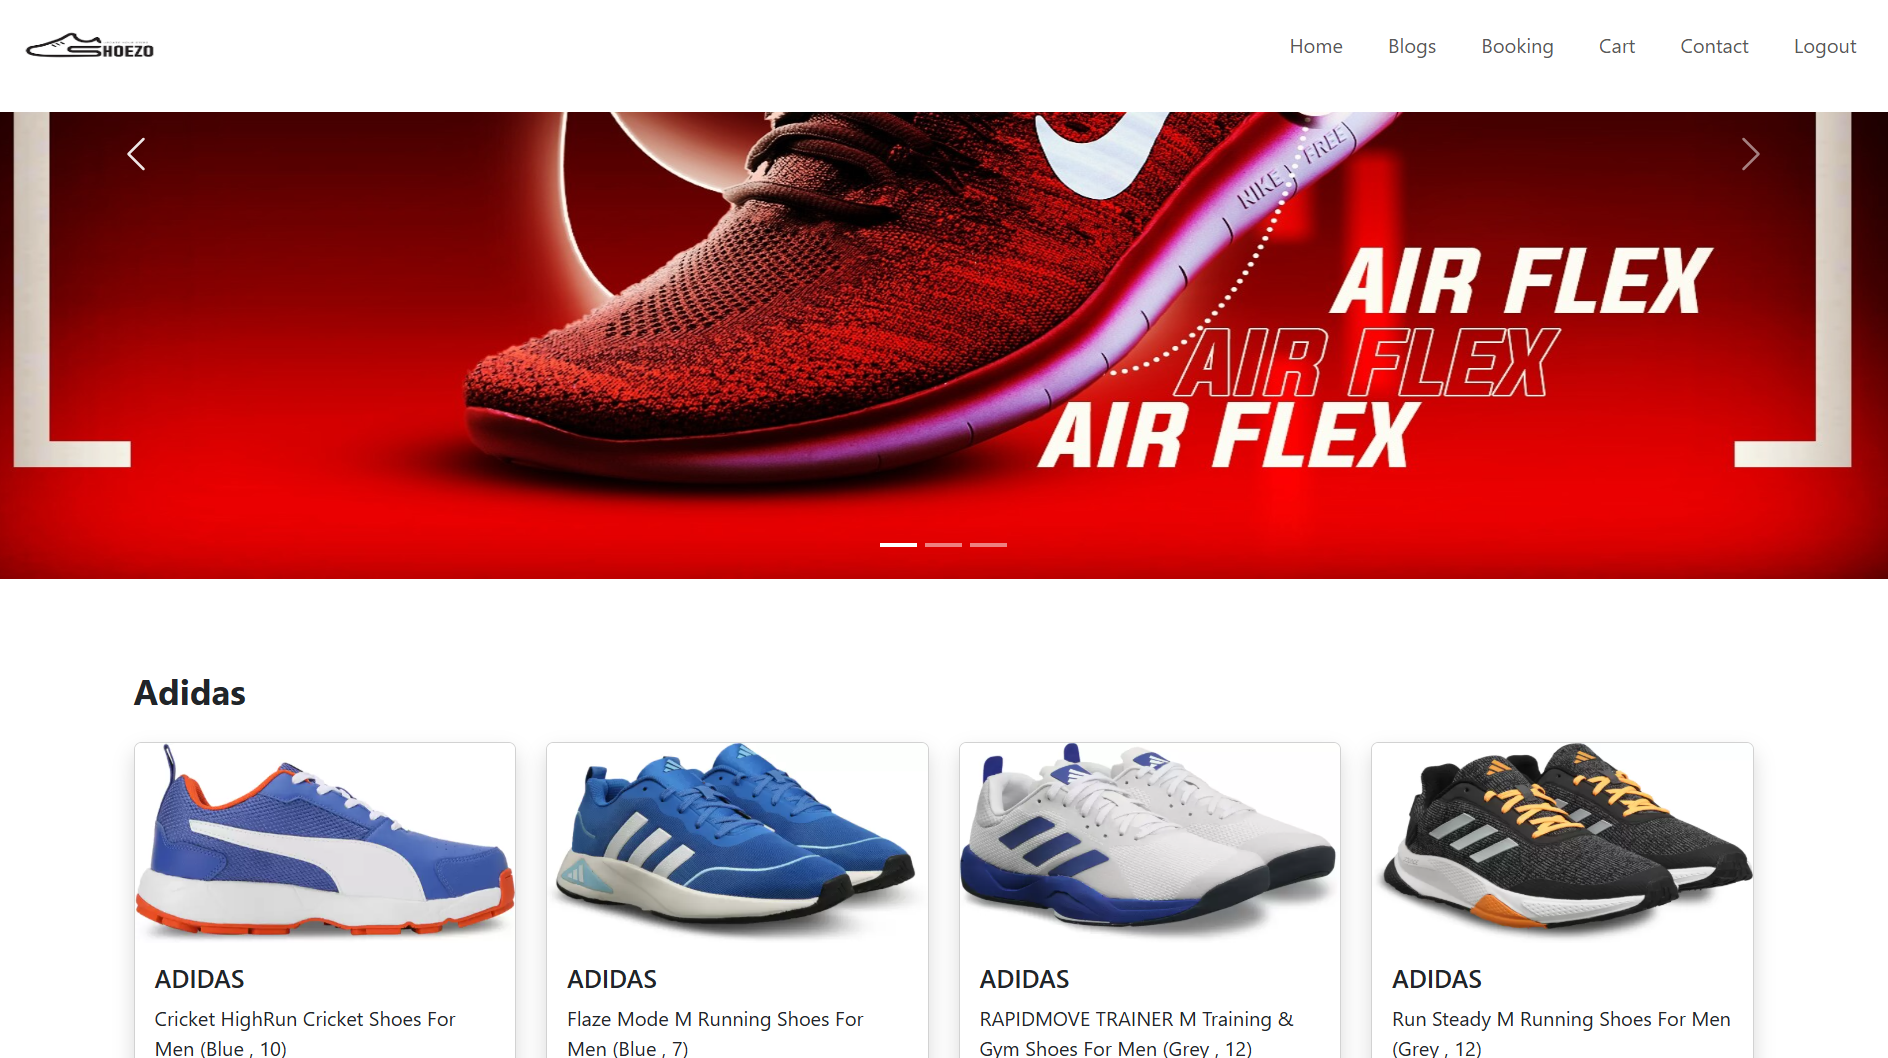 HOEZO
Home Blogs Booking Cart Contact Logout
NIKE FREE
AIR FLEX
AIR FLEX
AIR FLEX
Adidas
ADIDAS
Cricket HighRun Cricket Shoes For
Men (Blue , 10)
ADIDAS
Flaze Mode M Running Shoes For
Men (Blue , 7)
ADIDAS
RAPIDMOVE TRAINER M Training &
Gym Shoes For Men (Grey , 12)
ADIDAS
Run Steady M Running Shoes For Men
(Grey , 12)